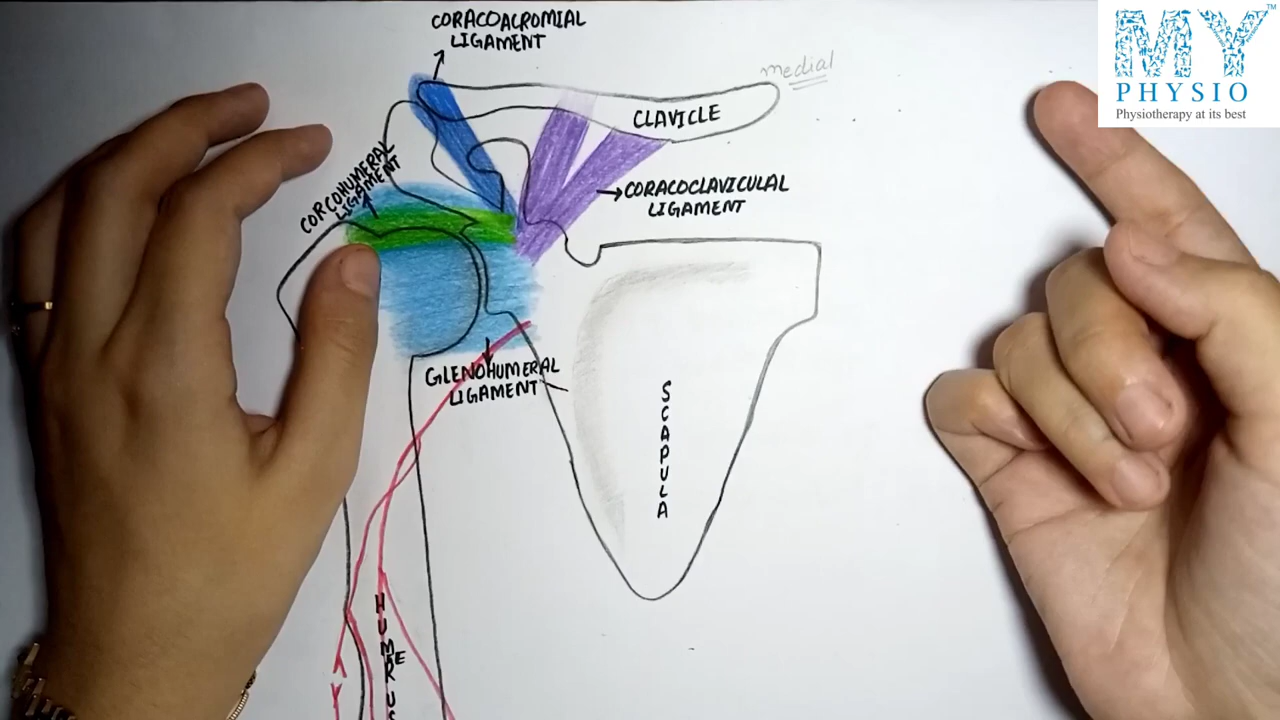 CORACOACROMIAL
LIGAMENT
medial
MY
TM
PHYSIO
Physiotherapy at its best
CLAVICLE
CORCOHUMERAL
LIGAMENT
CORACOCLAVICULAL
LIGAMENT
GLENOHUMERAL
LIGAMENT
SCAPULA
HUMERUS